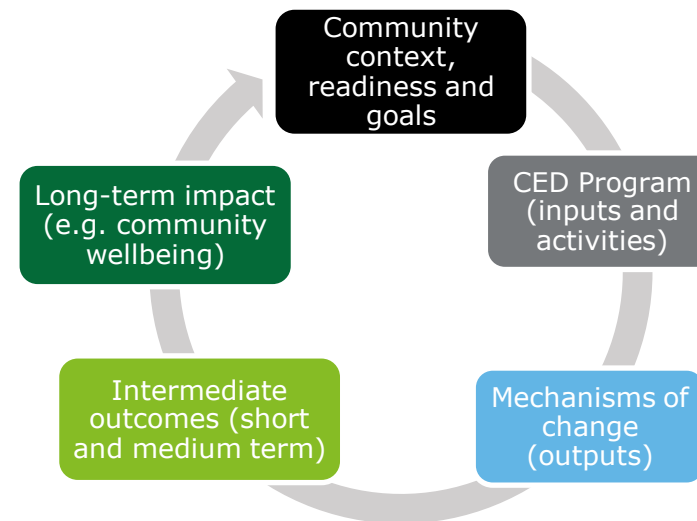 Community
context,
readiness and
goals
CED Program
(inputs and
activities)
Mechanisms of
change
(outputs)
Intermediate
outcomes (short
and medium term)
Long-term impact
(e.g. community
wellbeing)